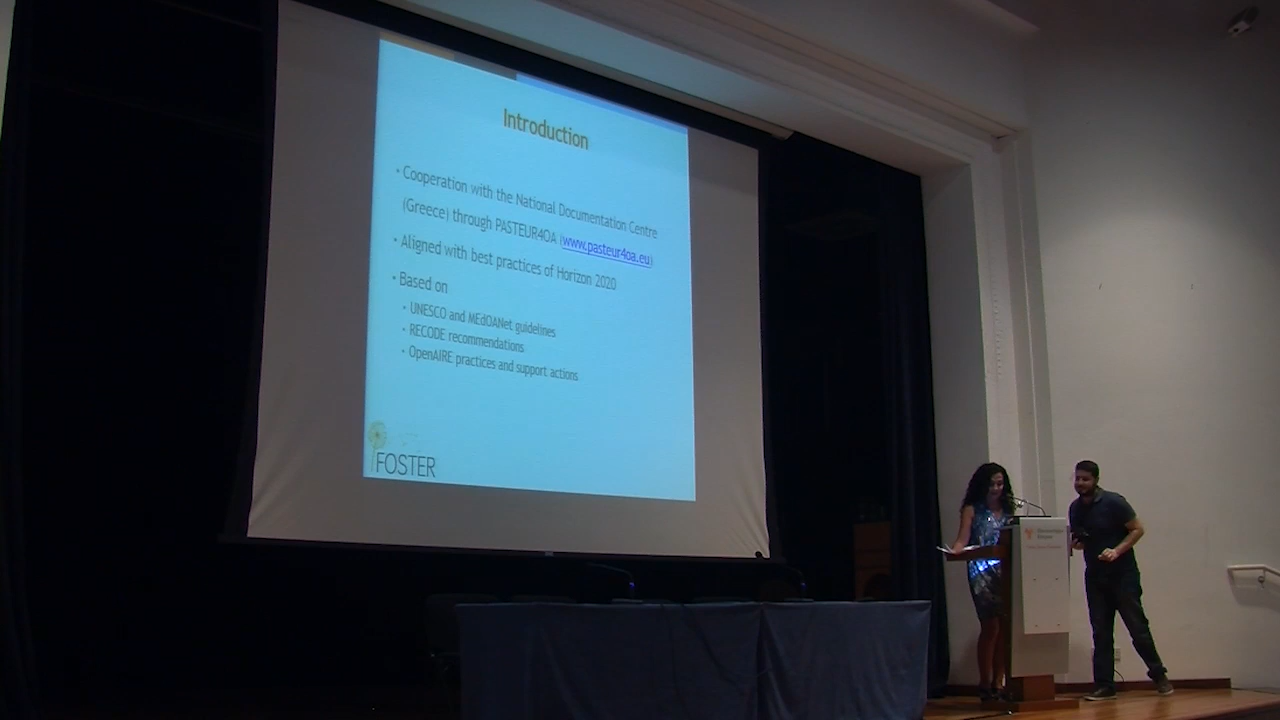 Introduction
• Cooperation with the National Documentation Centre
(Greece) through PASTEUR4OA (www.pasteur4oa.eu)
• Aligned with best practices of Horizon 2020
• Based on
• UNESCO and MEdOANet guidelines
• RECODE recommendations
• OpenAIRE practices and support actions
FOSTER